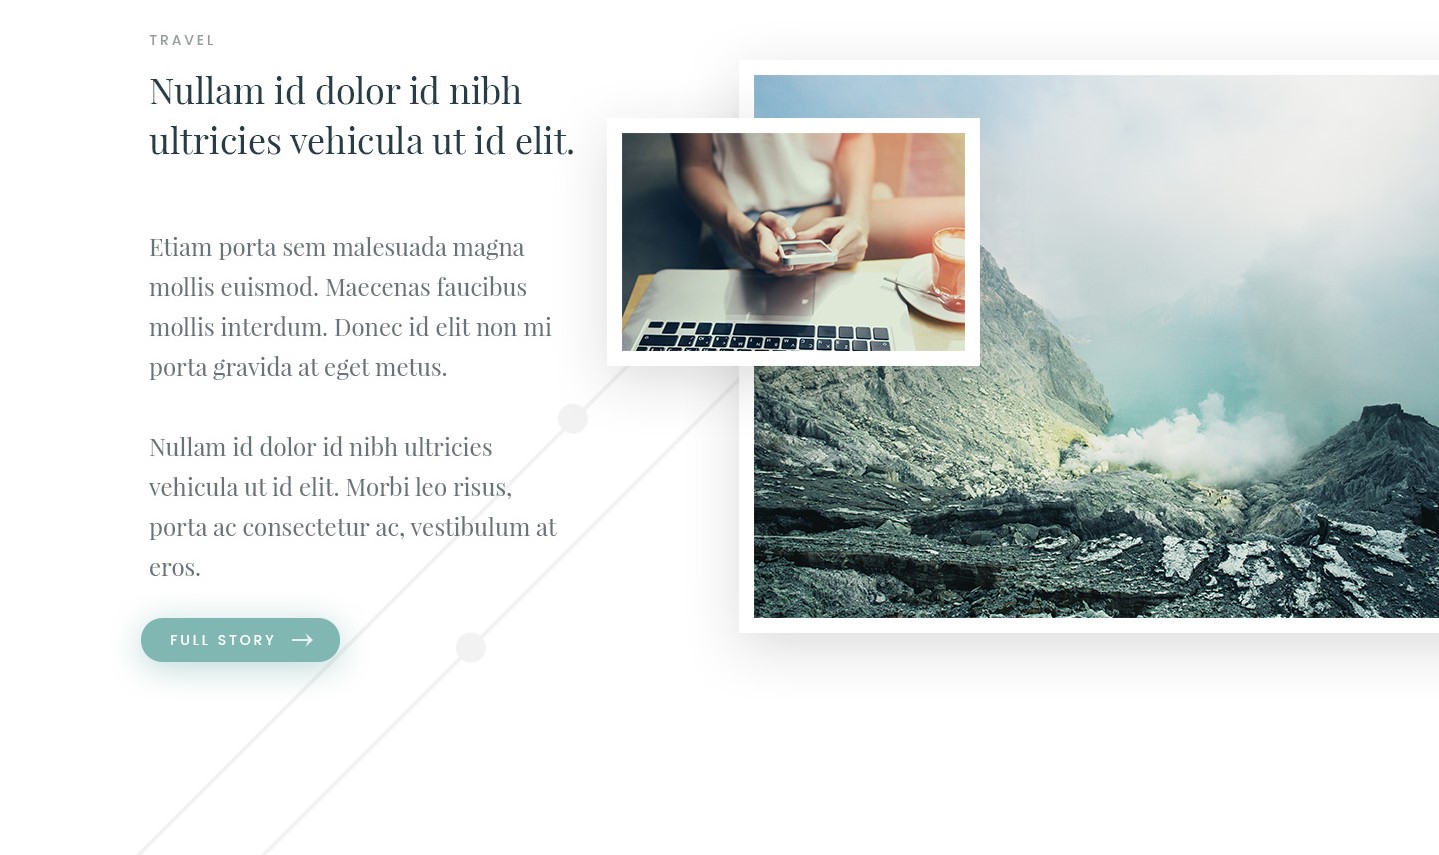 TRAVEL
Nullam id dolor id nibh
ultricies vehicula ut id elit.
Etiam porta sem malesuada magna
mollis euismod. Maecenas faucibus
mollis interdum. Donec id elit non mi
porta gravida at eget metus.
Nullam id dolor id nibh ultricies
vehicula ut id elit. Morbi leo risus,
porta ac consectetur ac, vestibulum at
eros.
FULL STORY